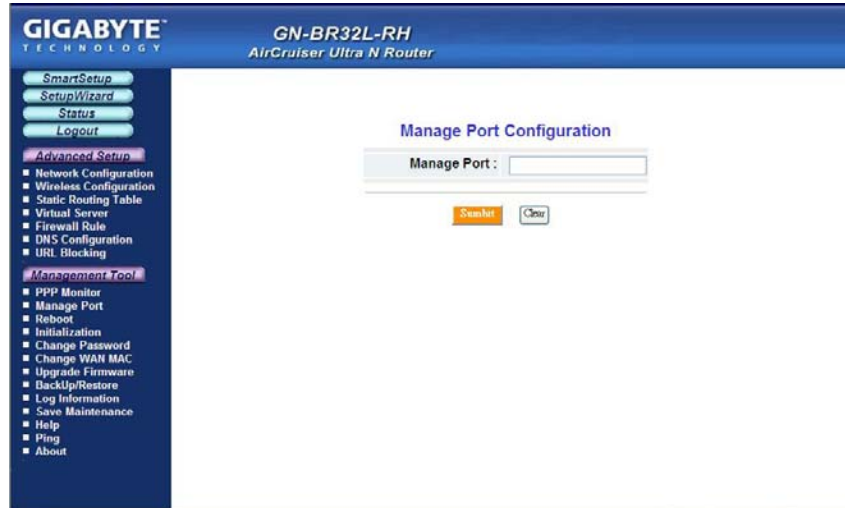 GIGABYTE™
TECHNOLOGY
GN-BR32L-RH
AirCruiser Ultra N Router
SmartSetup
SetupWizard
Status
Logout
Advanced Setup
Network Configuration
Wireless Configuration
Static Routing Table
Virtual Server
Firewall Rule
DNS Configuration
URL Blocking
Management Tool
PPP Monitor
Manage Port
Reboot
Initialization
Change Password
Change WAN MAC
Upgrade Firmware
BackUp/Restore
Log Information
Save Maintenance
Help
Ping
About
Manage Port Configuration
Manage Port :
Sumbit
Clear